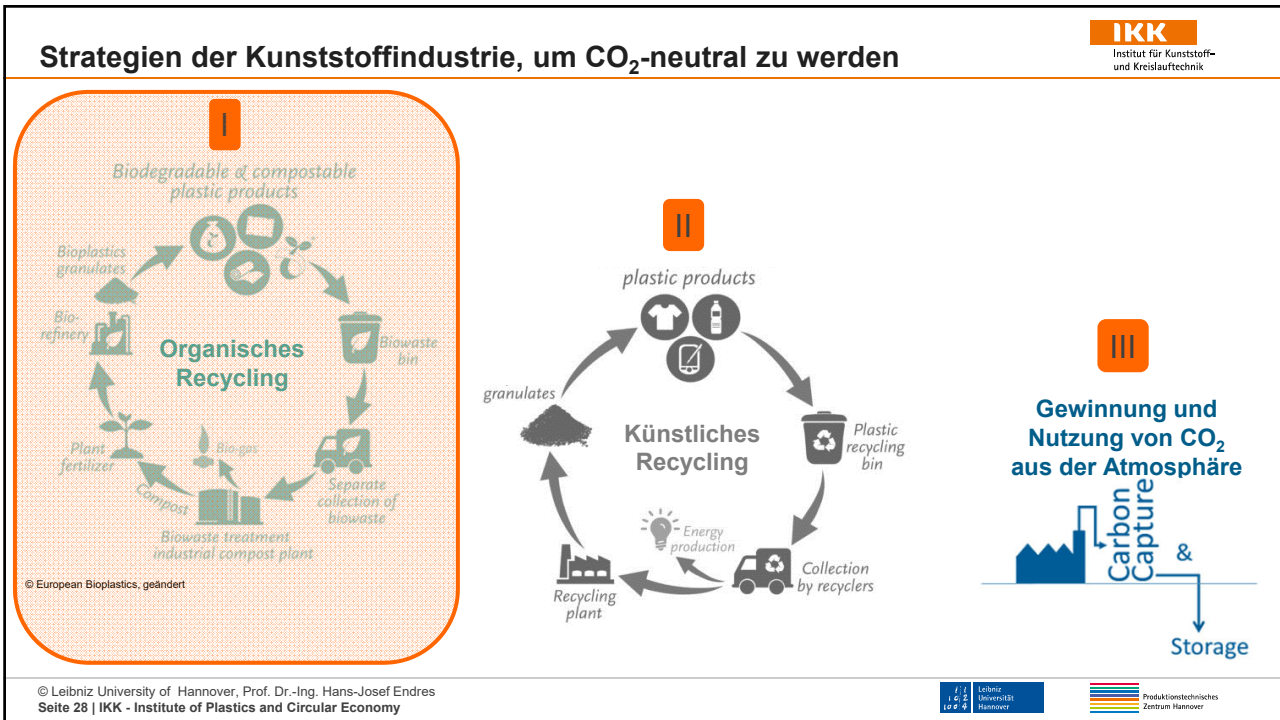 Strategien der Kunststoffindustrie, um CO₂-neutral zu werden
IKK
Institut für Kunststoff-
und Kreislauftechnik
I
Biodegradable & compostable
plastic products
Bioplastics
granulates
Bio-
refinery
Organisches
Recycling
Biowaste
bin
Plant
fertilizer
Bio-gas
Compost
Separate
collection of
biowaste
Biowaste treatment
industrial compost plant
© European Bioplastics, geändert
II
plastic products
granulates
Künstliches
Recycling
Plastic
recycling
bin
Energy
production
Collection
by recyclers
Recycling
plant
III
Gewinnung und
Nutzung von CO₂
aus der Atmosphäre
Carbon
Capture
&
Storage
© Leibniz University of Hannover, Prof. Dr.-Ing. Hans-Josef Endres
Seite 28 | IKK - Institute of Plastics and Circular Economy
Leibniz
Universität
Hannover
Produktionstechnisches
Zentrum Hannover